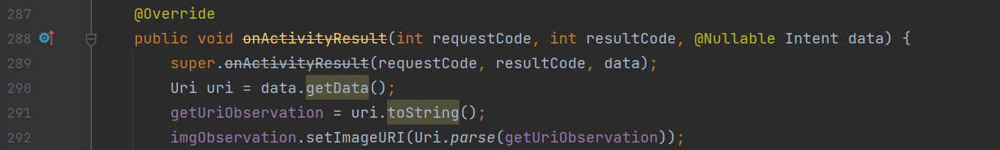 287 @Override
288 public void onActivityResult(int requestCode, int resultCode, @Nullable Intent data) {
289 super.onActivityResult(requestCode, resultCode, data);
290 Uri uri = data.getData();
291 getUriObservation = uri.toString();
292 imgObservation.setImageURI(Uri.parse(getUriObservation));